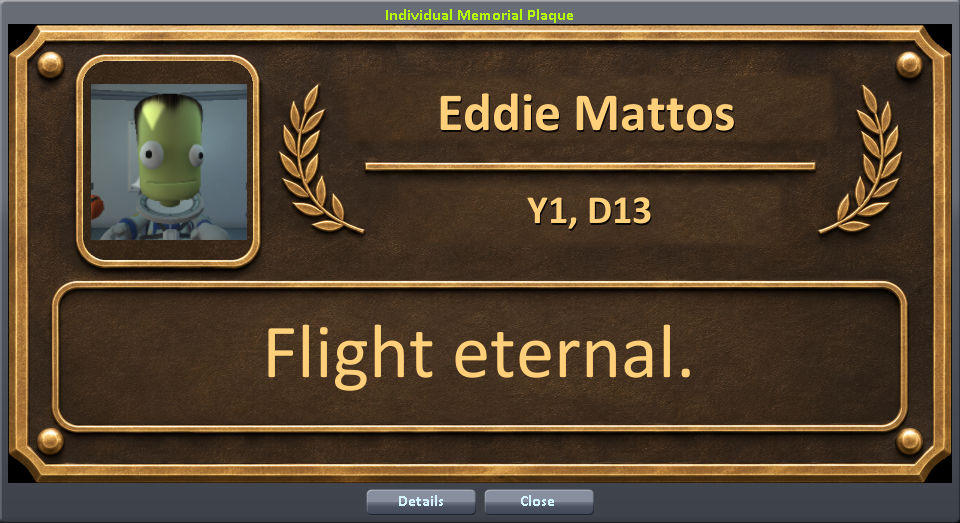 Individual Memorial Plaque
Eddie Mattos
Y1, D13
Flight eternal.
Details
Close